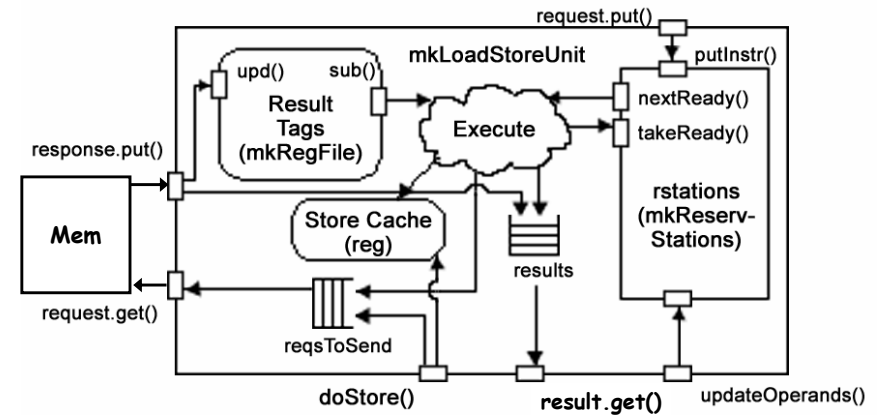 request.put()
mkLoadStoreUnit
putInstr()
upd()
sub()
nextReady()
Result
Tags
(mkRegFile)
Execute
takeReady()
response.put()
rstations
(mkReserv-
Stations)
Mem
Store Cache
(reg)
results
request.get()
reqsToSend
doStore()
result.get()
updateOperands()